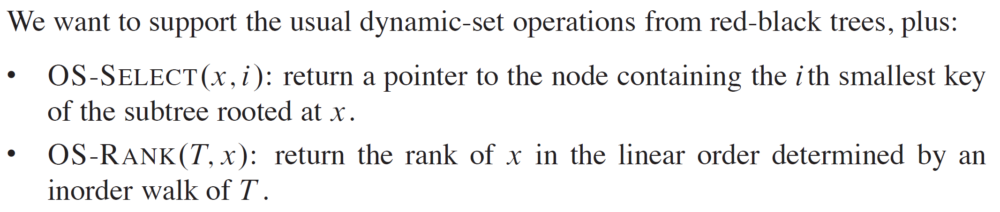 We want to support the usual dynamic-set operations from red-black trees, plus:
• OS-SELECT(x, i): return a pointer to the node containing the ith smallest key
of the subtree rooted at x.
• OS-RANK(T, x): return the rank of x in the linear order determined by an
inorder walk of T.